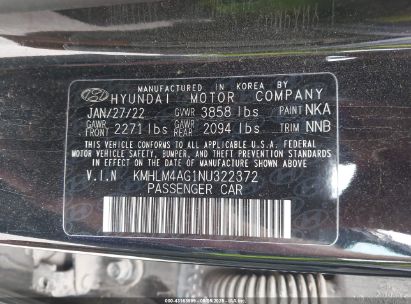 MANUFACTURED IN KOREA BY
HYUNDAI MOTOR COMPANY
JAN/27/22 GVWR 3858 lbs PAINT NKA
GAWR FRONT 2271 lbs GAWR REAR 2094 lbs TRIM NNB
THIS VEHICLE CONFORMS TO ALL APPLICABLE U.S.A. FEDERAL
MOTOR VEHICLE SAFETY, BUMPER, AND THEFT PREVENTION STANDARDS
IN EFFECT ON THE DATE OF MANUFACTURE SHOWN ABOVE.
V.I.N KMHLM4AG1NU322372
PASSENGER CAR